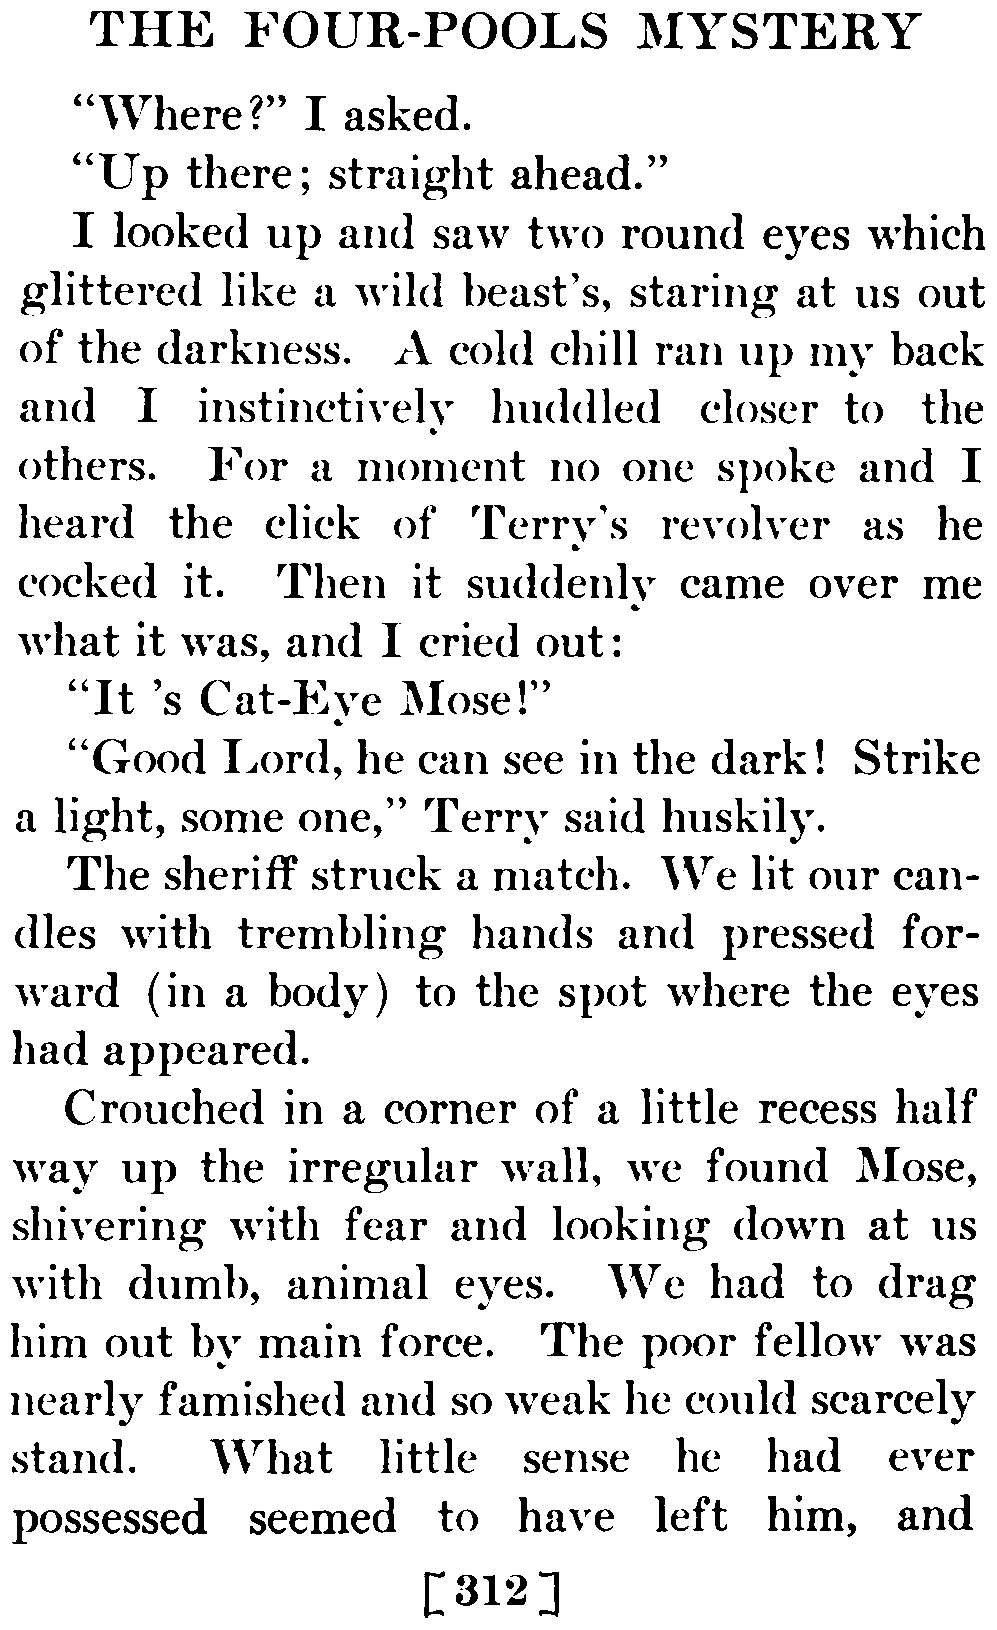 THE FOUR-POOLS MYSTERY
“Where?” I asked.
“Up there; straight ahead.”
I looked up and saw two round eyes which
glittered like a wild beast's, staring at us out
of the darkness. A cold chill ran up my back
and I instinctively huddled closer to the
others. For a moment no one spoke and I
heard the click of Terry's revolver as he
cocked it. Then it suddenly came over me
what it was, and I cried out:
“It 's Cat-Eye Mose!”
“Good Lord, he can see in the dark! Strike
a light, some one,” Terry said huskily.
The sheriff struck a match. We lit our can-
dles with trembling hands and pressed for-
ward (in a body) to the spot where the eyes
had appeared.
Crouched in a corner of a little recess half
way up the irregular wall, we found Mose,
shivering with fear and looking down at us
with dumb, animal eyes. We had to drag
him out by main force. The poor fellow was
nearly famished and so weak he could scarcely
stand. What little sense he had ever
possessed seemed to have left him, and
[312]